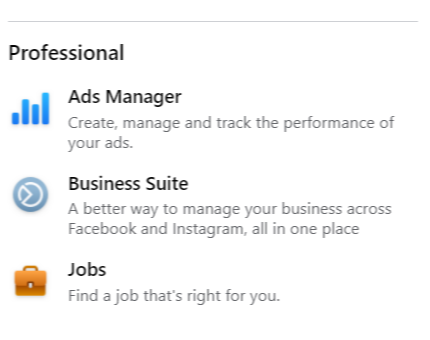 Professional
Ads Manager
Create, manage and track the performance of
your ads.
Business Suite
A better way to manage your business across
Facebook and Instagram, all in one place
Jobs
Find a job that's right for you.